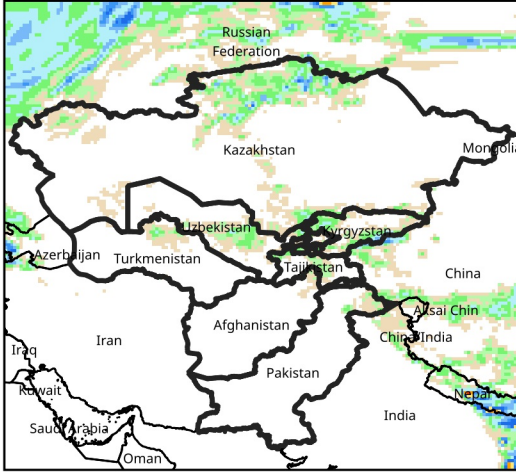 Russian
Federation
Kazakhstan
Mongolia
Uzbekistan
Kyrgyzstan
Azerbaijan
Turkmenistan
Tajikistan
China
Aksai Chin
Afghanistan
China/India
Iran
Iraq
Pakistan
Kuwait
Nepal
India
Saudi Arabia
Oman